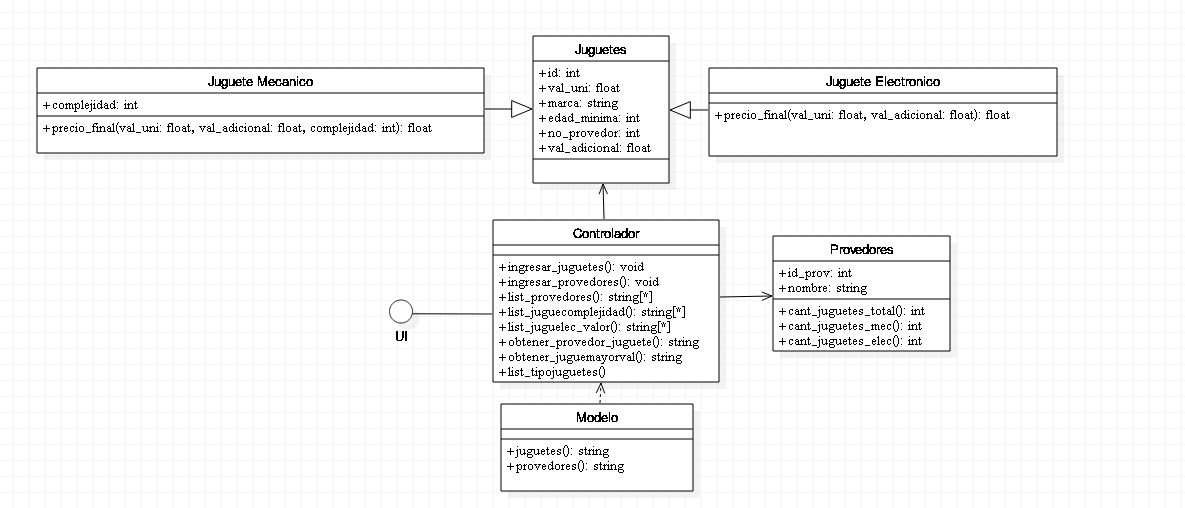 Juguetes
+id: int
+val_uni: float
+marca: string
+edad_minima: int
+no_provedor: int
+val_adicional: float
Juguete Mecanico
+complejidad: int
+precio_final(val_uni: float, val_adicional: float, complejidad: int): float
Juguete Electronico
+precio_final(val_uni: float, val_adicional: float): float
Controlador
+ingresar_juguetes(): void
+ingresar_provedores(): void
+list_provedores(): string[*]
+list_juguecomplejidad(): string[*]
+list_juguelec_valor(): string[*]
+obtener_provedor_juguete(): string
+obtener_juguemayorval(): string
+list_tipojuguetes()
Provedores
+id_prov: int
+nombre: string
+cant_juguetes_total(): int
+cant_juguetes_mec(): int
+cant_juguetes_elec(): int
UI
Modelo
+juguetes(): string
+provedores(): string